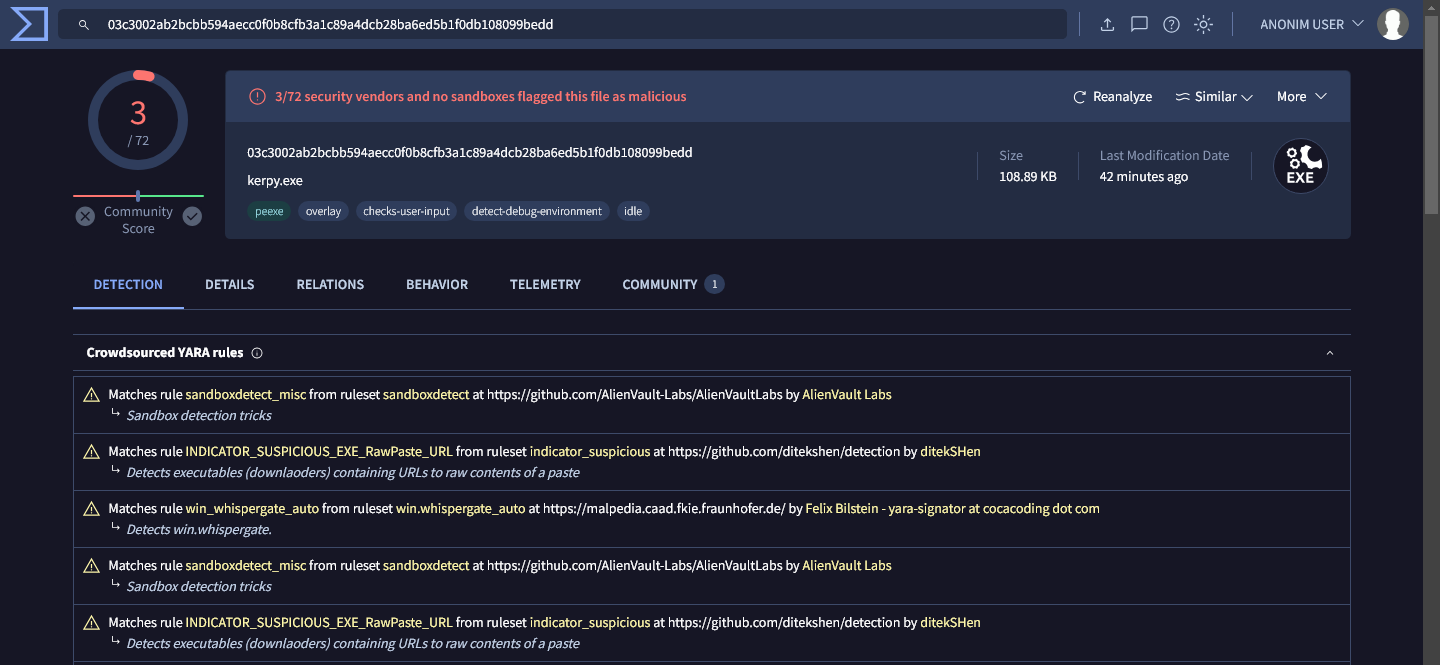 03c3002ab2bcbb594aecc0f0b8cfb3a1c89a4dcb28ba6ed5b1f0db108099bedd
ANONIM USER
3
/ 72
Community
Score
3/72 security vendors and no sandboxes flagged this file as malicious
Reanalyze
Similar
More
03c3002ab2bcbb594aecc0f0b8cfb3a1c89a4dcb28ba6ed5b1f0db108099bedd
kerpy.exe
peexe
overlay
checks-user-input
detect-debug-environment
idle
Size
108.89 KB
Last Modification Date
42 minutes ago
EXE
DETECTION
DETAILS
RELATIONS
BEHAVIOR
TELEMETRY
COMMUNITY 1
Crowdsourced YARA rules
Matches rule sandboxdetect_misc from ruleset sandboxdetect at https://github.com/AlienVault-Labs/AlienVaultLabs by AlienVault Labs
Sandbox detection tricks
Matches rule INDICATOR_SUSPICIOUS_EXE_RawPaste_URL from ruleset indicator_suspicious at https://github.com/ditekshen/detection by ditekSHen
Detects executables (downlaoders) containing URLs to raw contents of a paste
Matches rule win_whispergate_auto from ruleset win.whispergate_auto at https://malpedia.caad.fkie.fraunhofer.de/ by Felix Bilstein - yara-signator at cocacoding dot com
Detects win.whispergate.
Matches rule sandboxdetect_misc from ruleset sandboxdetect at https://github.com/AlienVault-Labs/AlienVaultLabs by AlienVault Labs
Sandbox detection tricks
Matches rule INDICATOR_SUSPICIOUS_EXE_RawPaste_URL from ruleset indicator_suspicious at https://github.com/ditekshen/detection by ditekSHen
Detects executables (downlaoders) containing URLs to raw contents of a paste